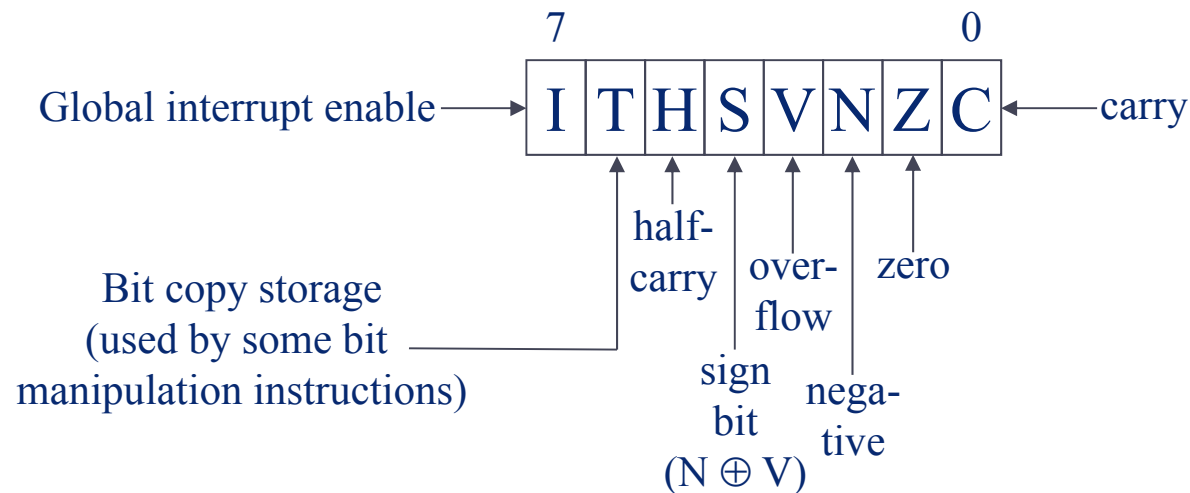 7 0
Global interrupt enable
I T H S V N Z C
carry
half-
carry
over-
flow
zero
Bit copy storage
(used by some bit
manipulation instructions)
sign
bit
(N ⊕ V)
nega-
tive